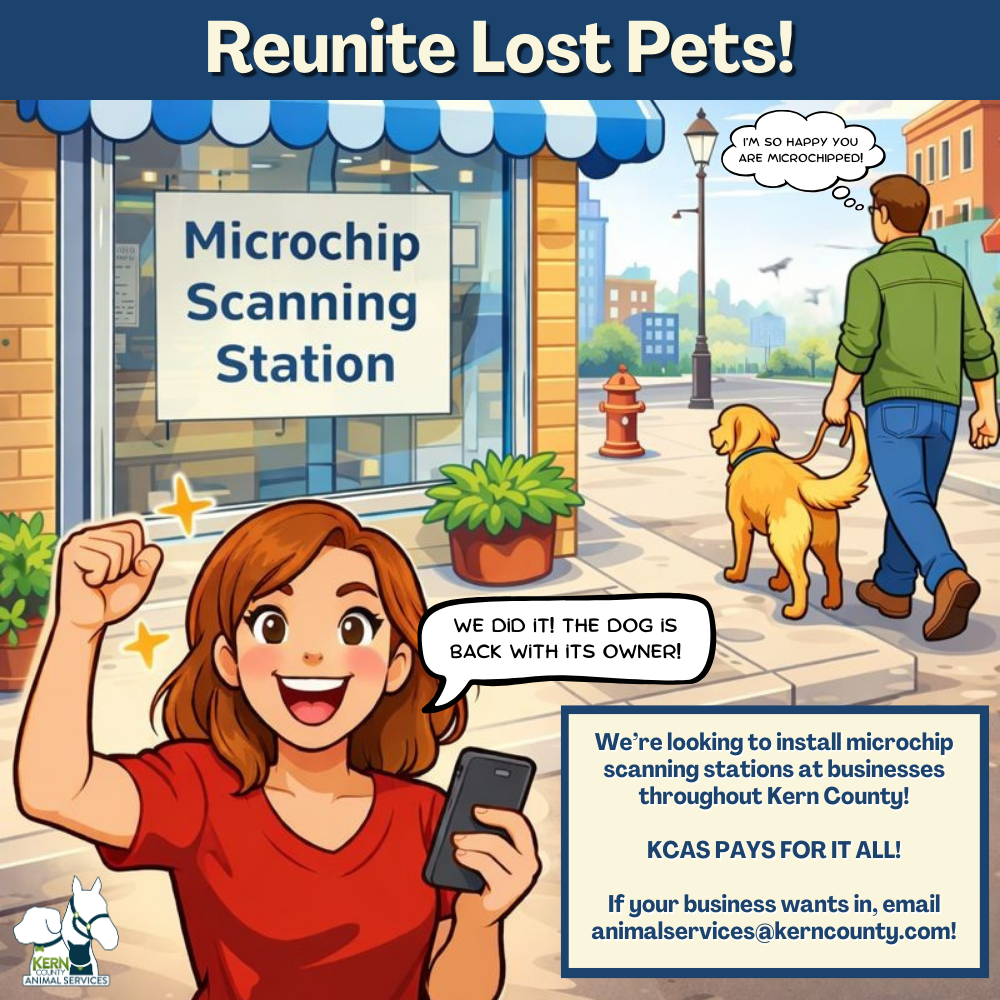 Reunite Lost Pets!
I'M SO HAPPY YOU
ARE MICROCHIPPED!
Microchip
Scanning
Station
WE DID IT! THE DOG IS
BACK WITH ITS OWNER!
We're looking to install microchip
scanning stations at businesses
throughout Kern County!
KCAS PAYS FOR IT ALL!
If your business wants in, email
animalservices@kerncounty.com!
KERN
COUNTY
ANIMAL SERVICES